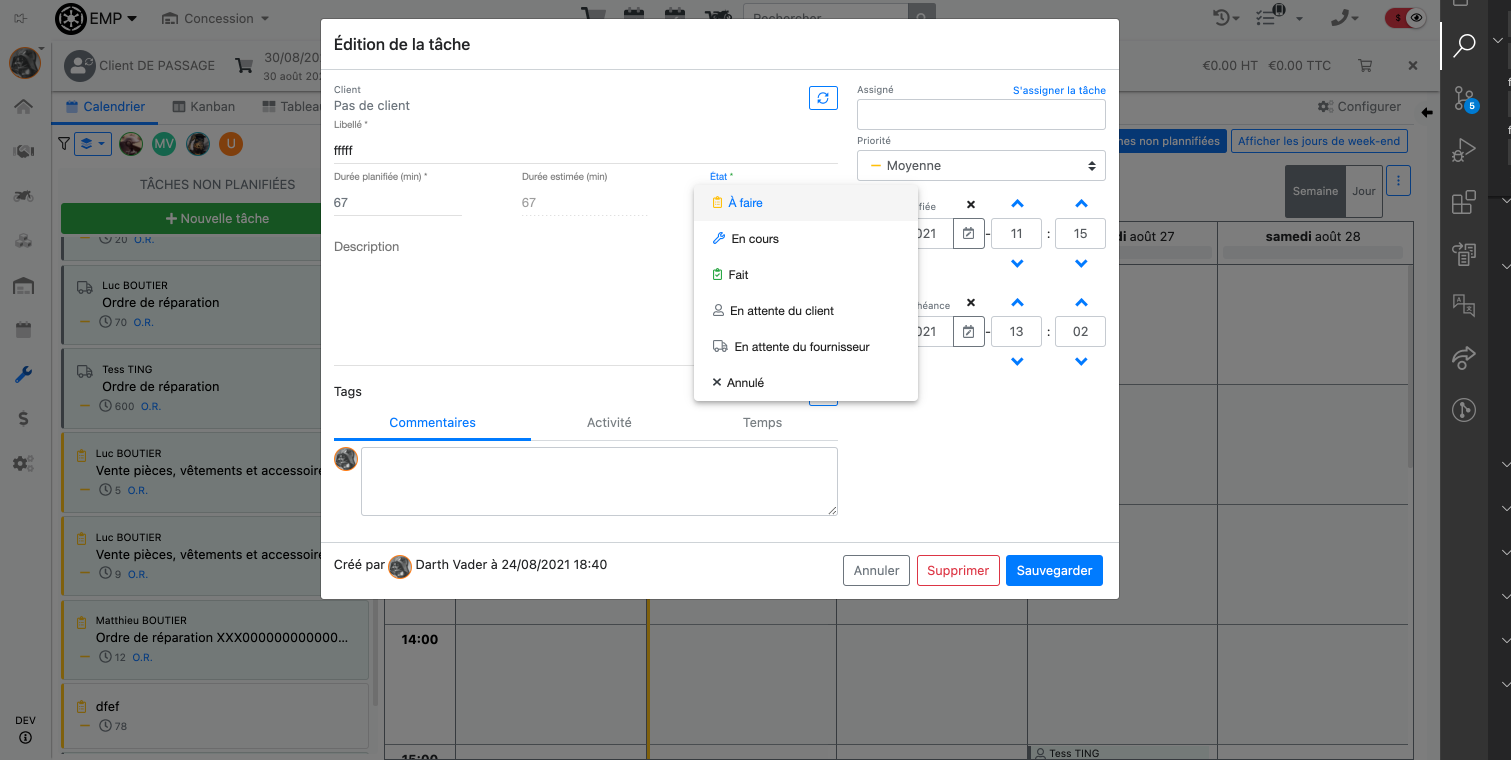 EMP
Concession
Rechercher
$
Client DE PASSAGE
30/08/20
30 août 202
€0.00 HT €0.00 TTC
Calendrier
Kanban
Tableau
Configurer
MV
U
hes non plannifiées
Afficher les jours de week-end
TÂCHES NON PLANIFIÉES
Semaine
Jour
Nouvelle tâche
août 27
samedi août 28
20 O.R.
Luc BOUTIER
Ordre de réparation
70 O.R.
Tess TING
Ordre de réparation
600 O.R.
Luc BOUTIER
Vente pièces, vêtements et accessoire
5 O.R.
Luc BOUTIER
Vente pièces, vêtements et accessoire
9 O.R.
Matthieu BOUTIER
Ordre de réparation XXX000000000000...
12 O.R.
dfef
78
DEV
14:00
15:00
Tess TING
5
Édition de la tâche
Client
Pas de client
Libellé *
fffff
Durée planifiée (min) *
67
Durée estimée (min)
67
État *
À faire
En cours
Fait
En attente du client
En attente du fournisseur
Annulé
Description
Assigné
S'assigner la tâche
Priorité
Moyenne
fiée
021
-
11
:
15
héance
021
-
13
:
02
Tags
Commentaires
Activité
Temps
Créé par Darth Vader à 24/08/2021 18:40
Annuler
Supprimer
Sauvegarder